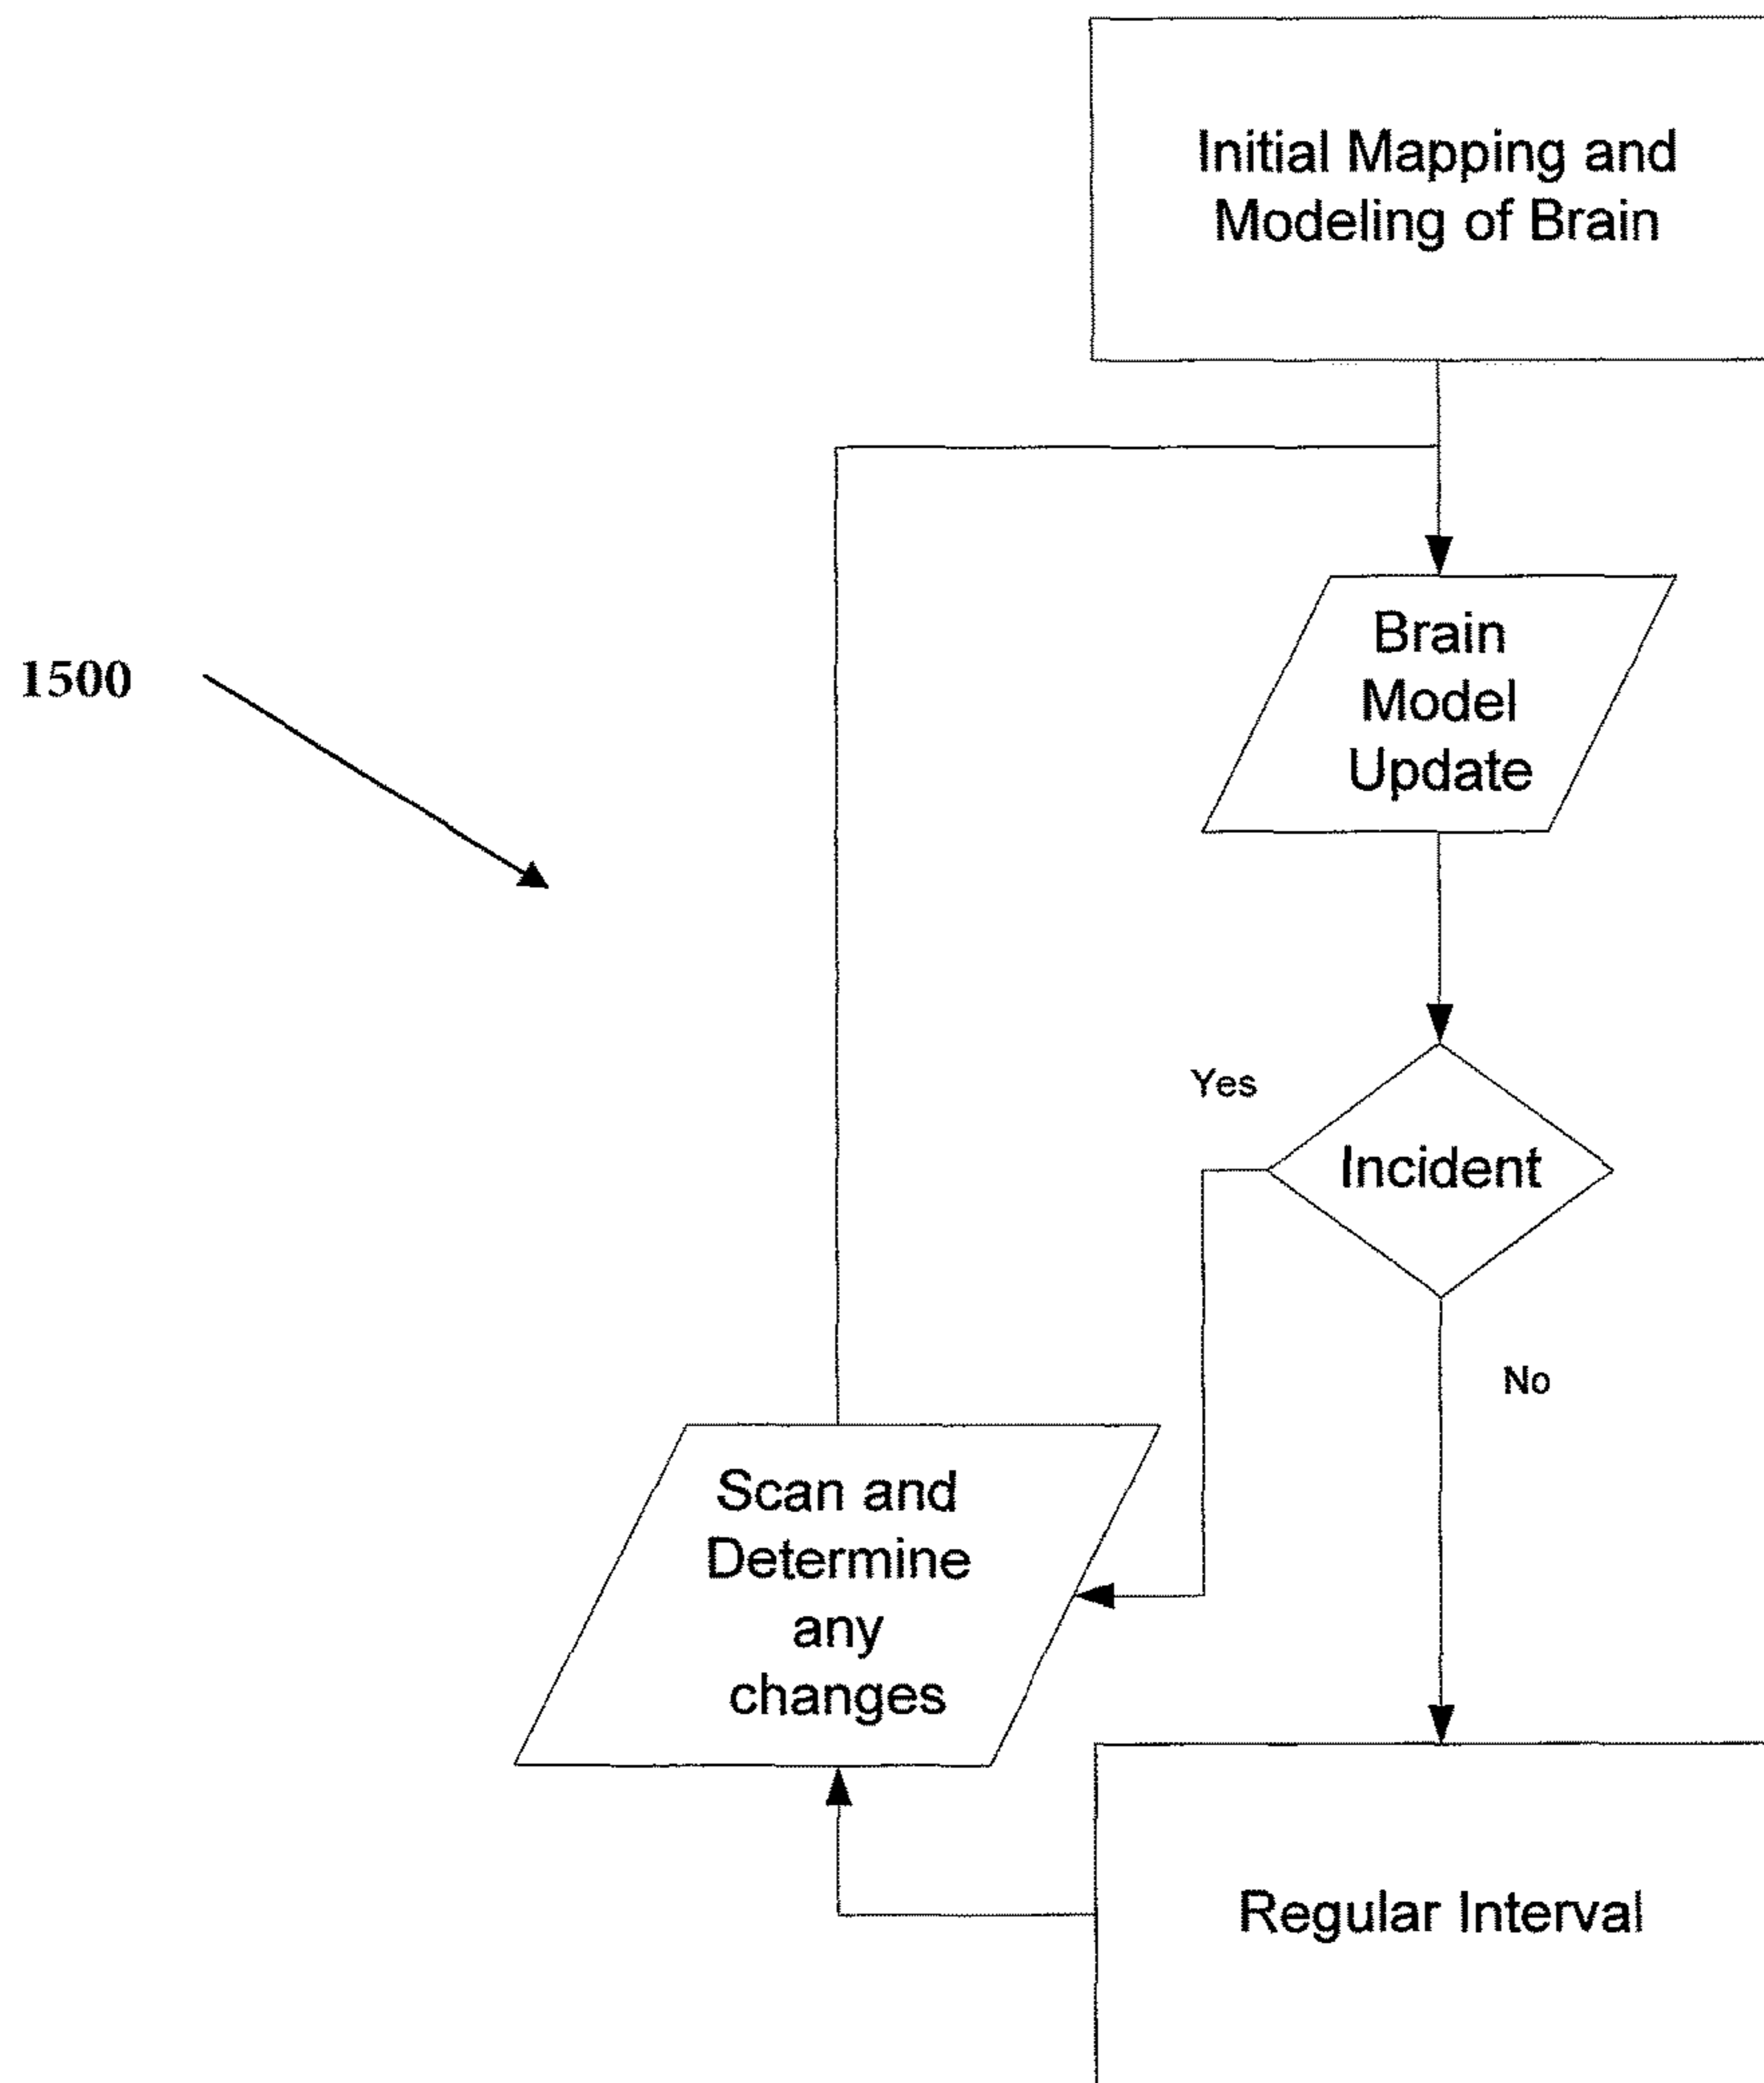 Initial Mapping and
Modeling of Brain
1500
Brain
Model
Update
Yes
Incident
No
Scan and
Determine
any
changes
Regular Interval